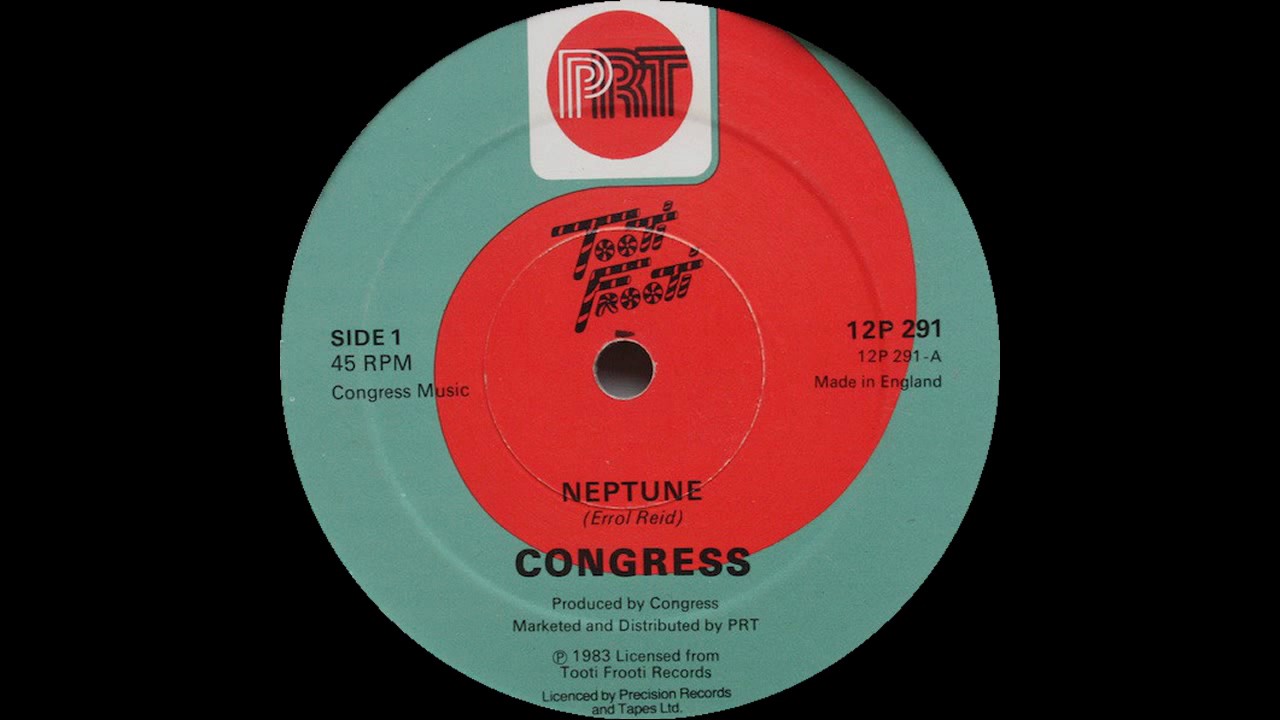 PRT
Tooti
Frooti
SIDE 1
45 RPM
Congress Music
12P 291
12P 291-A
Made in England
NEPTUNE
(Errol Reid)
CONGRESS
Produced by Congress
Marketed and Distributed by PRT
℗ 1983 Licensed from
Tooti Frooti Records
Licenced by Precision Records
and Tapes Ltd.